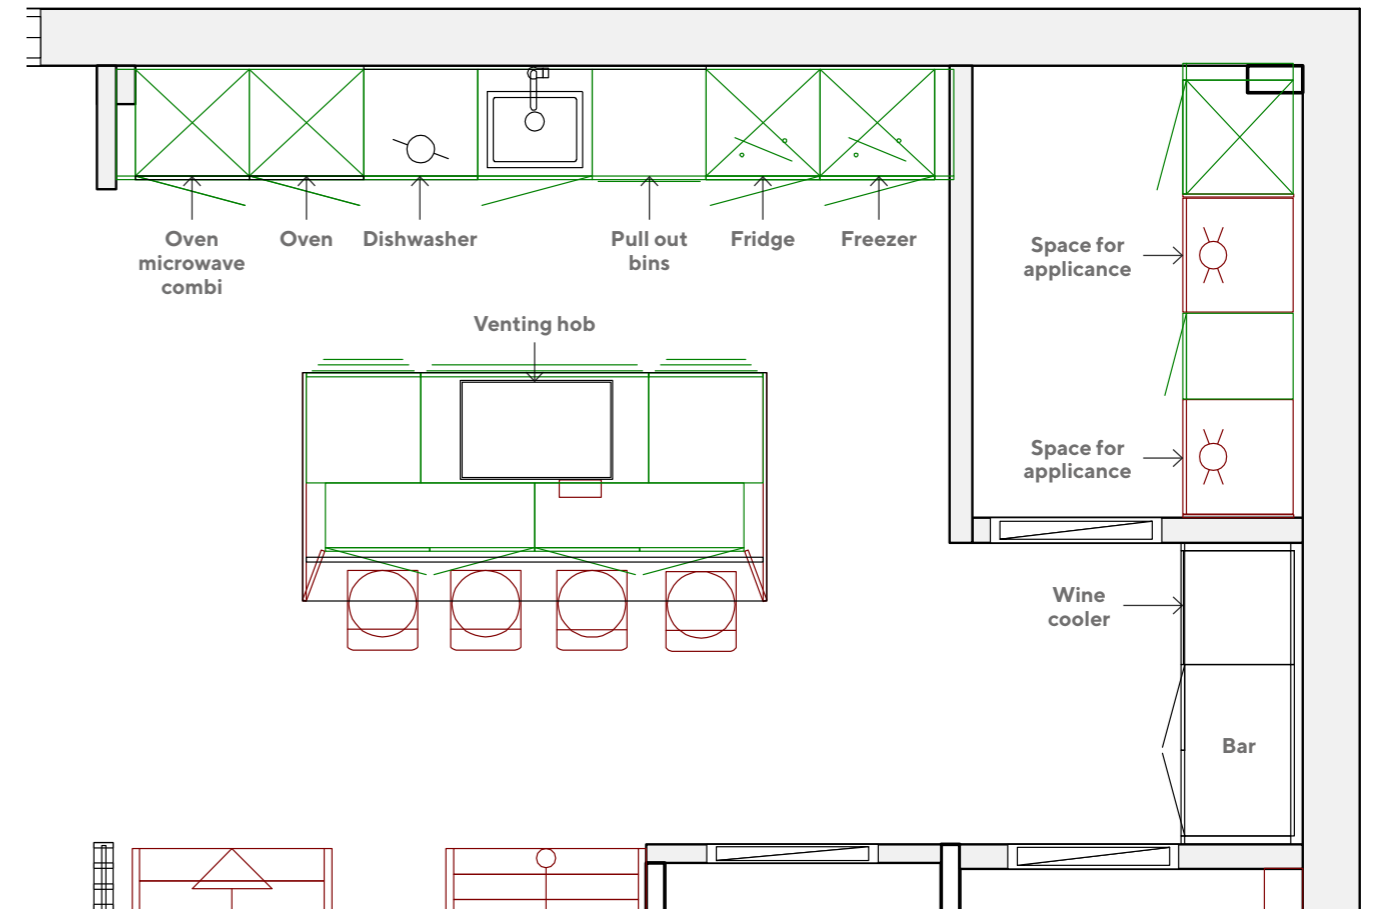 Oven
microwave
combi
Oven
Dishwasher
Pull out
bins
Fridge
Freezer
Space for
applicance
Venting hob
Space for
applicance
Wine
cooler
Bar